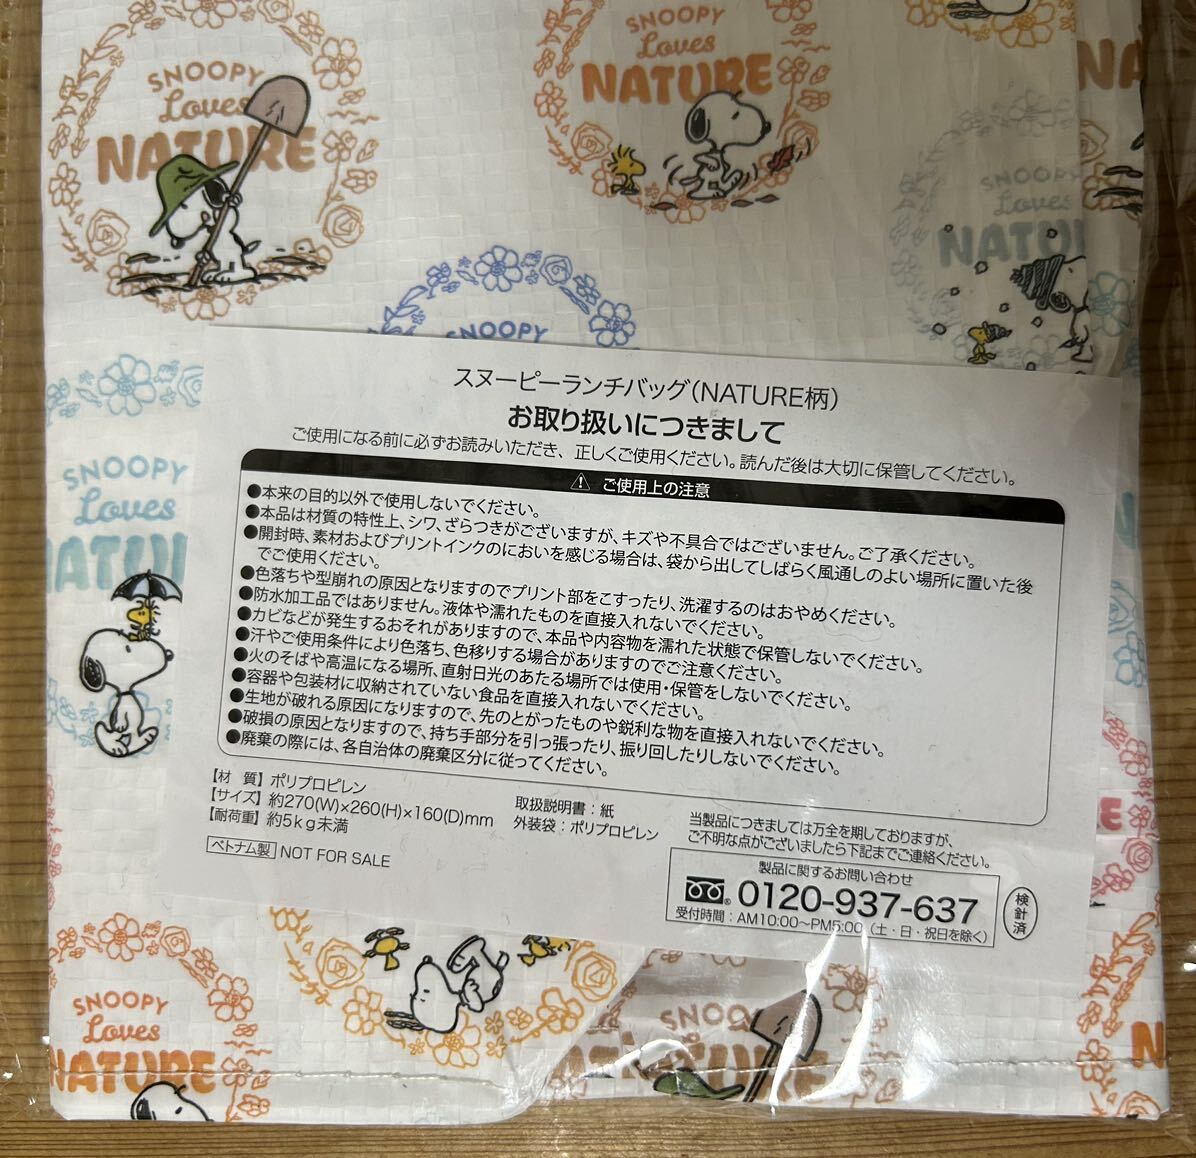 SNOOPY
Loves
NATURE
SNOOPY
Loves
NATURE
SNOOPY
Loves
SNOOPY
SNOOPY
Loves
スヌーピーランチバッグ(NATURE柄)
お取り扱いにつきまして
ご使用になる前に必ずお読みいただき、正しくご使用ください。読んだ後は大切に保管してください。
⚠ ご使用上の注意
●本来の目的以外で使用しないでください。
●本品は材質の特性上、シワ、ざらつきがございますが、キズや不具合ではございません。ご了承ください。
●開封時、素材およびプリントインクのにおいを感じる場合は、袋から出してしばらく風通しのよい場所に置いた後
でご使用ください。
●色落ちや型崩れの原因となりますのでプリント部をこすったり、洗濯するのはおやめください。
●防水加工品ではありません。液体や濡れたものを直接入れないでください。
●カビなどが発生するおそれがありますので、本品や内容物を濡れた状態で保管しないでください。
●汗やご使用条件により色落ち、色移りする場合がありますのでご注意ください。
●火のそばや高温になる場所、直射日光のあたる場所では使用・保管をしないでください。
●容器や包装材に収納されていない食品を直接入れないでください。
●生地が破れる原因になりますので、先のとがったものや鋭利な物を直接入れないでください。
●破損の原因となりますので、持ち手部分を引っ張ったり、振り回したりしないでください。
●廃棄の際には、各自治体の廃棄区分に従ってください。
【材 質】ポリプロピレン
【サイズ】約270(W)×260(H)×160(D)mm
【耐荷重】約5kg未満
取扱説明書：紙
外装袋：ポリプロピレン
ベトナム製 NOT FOR SALE
当製品につきましては万全を期しておりますが、
ご不明な点がございましたら下記までご連絡ください。
製品に関するお問い合わせ
0120-937-637
受付時間：AM10:00～PM5:00（土・日・祝日を除く）
検針済
SNOOPY
Loves
NATURE